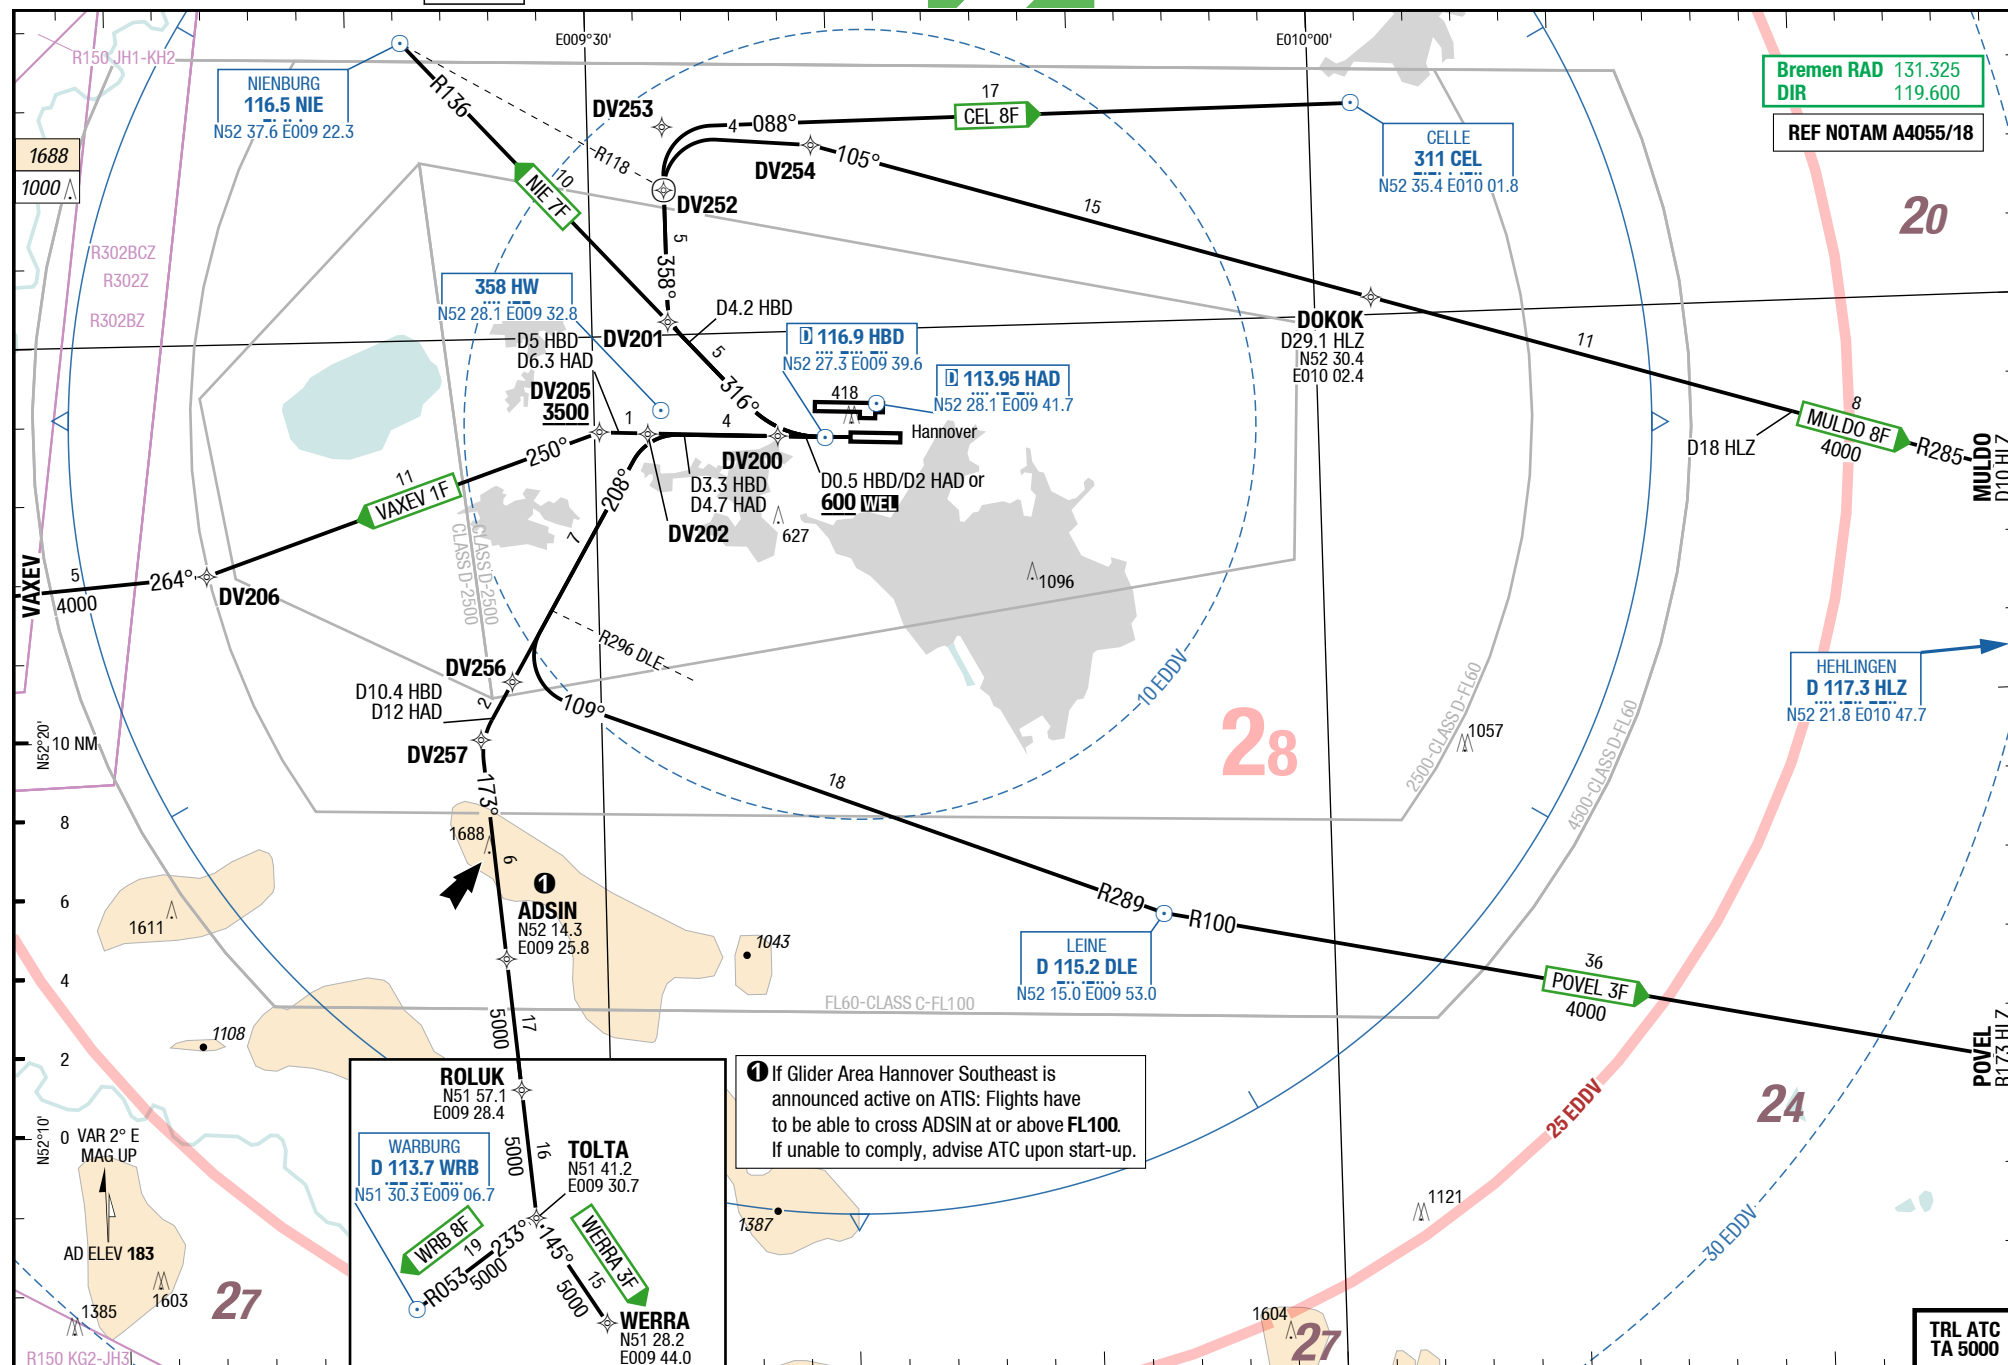 E009°30'
E010°00'
R150 JH1-KH2
NIENBURG
116.5 NIE
N52 37.6 E009 22.3
Bremen RAD 131.325
DIR 119.600
REF NOTAM A4055/18
1688
1000
R136
R118
10
NIE 7F
DV253
4
088°
17
CEL 8F
DV254
105°
15
CELLE
311 CEL
N52 35.4 E010 01.8
20
DV252
5
358°
R302BCZ
R302Z
R302BZ
358 HW
N52 28.1 E009 32.8
D4.2 HBD
D5 HBD
D6.3 HAD
DV201
5
316°
D 116.9 HBD
N52 27.3 E009 39.6
DOKOK
D29.1 HLZ
N52 30.4
E010 02.4
11
D 113.95 HAD
N52 28.1 E009 41.7
418
Hannover
DV205
3500
1
4
DV200
250°
11
VAXEV 1F
208°
D3.3 HBD
D4.7 HAD
D0.5 HBD/D2 HAD or
600 WEL
DV202
627
7
8
MULDO 8F
4000
D18 HLZ
R285
MULDO
D10 HLZ
CLASS D-2500
CLASS D-2500
VAXEV
5
4000
264°
DV206
1096
R296 DLE
DV256
D10.4 HBD
D12 HAD
2
109°
DV257
173°
10 EDDV
28
2500-CLASS D-FL60
4500-CLASS D-FL60
1057
HEHLINGEN
D 117.3 HLZ
N52 21.8 E010 47.7
N52°20'
10 NM
8
6
4
2
0
N52°10'
18
1688
6
1
ADSIN
N52 14.3
E009 25.8
1611
1043
1108
R289
R100
LEINE
D 115.2 DLE
N52 15.0 E009 53.0
36
POVEL 3F
4000
POVEL
R173 HLZ
FL60-CLASS C-FL100
17
5000
ROLUK
N51 57.1
E009 28.4
1 If Glider Area Hannover Southeast is
announced active on ATIS: Flights have
to be able to cross ADSIN at or above FL100.
If unable to comply, advise ATC upon start-up.
25 EDDV
24
VAR 2° E
MAG UP
AD ELEV 183
1603
1385
27
R150 KG2-JH3
WARBURG
D 113.7 WRB
N51 30.3 E009 06.7
16
5000
TOLTA
N51 41.2
E009 30.7
WRB 8F
19
R053
5000
233°
145°
WERRA 3F
15
5000
WERRA
N51 28.2
E009 44.0
1387
1121
30 EDDV
1604
27
TRL ATC
TA 5000